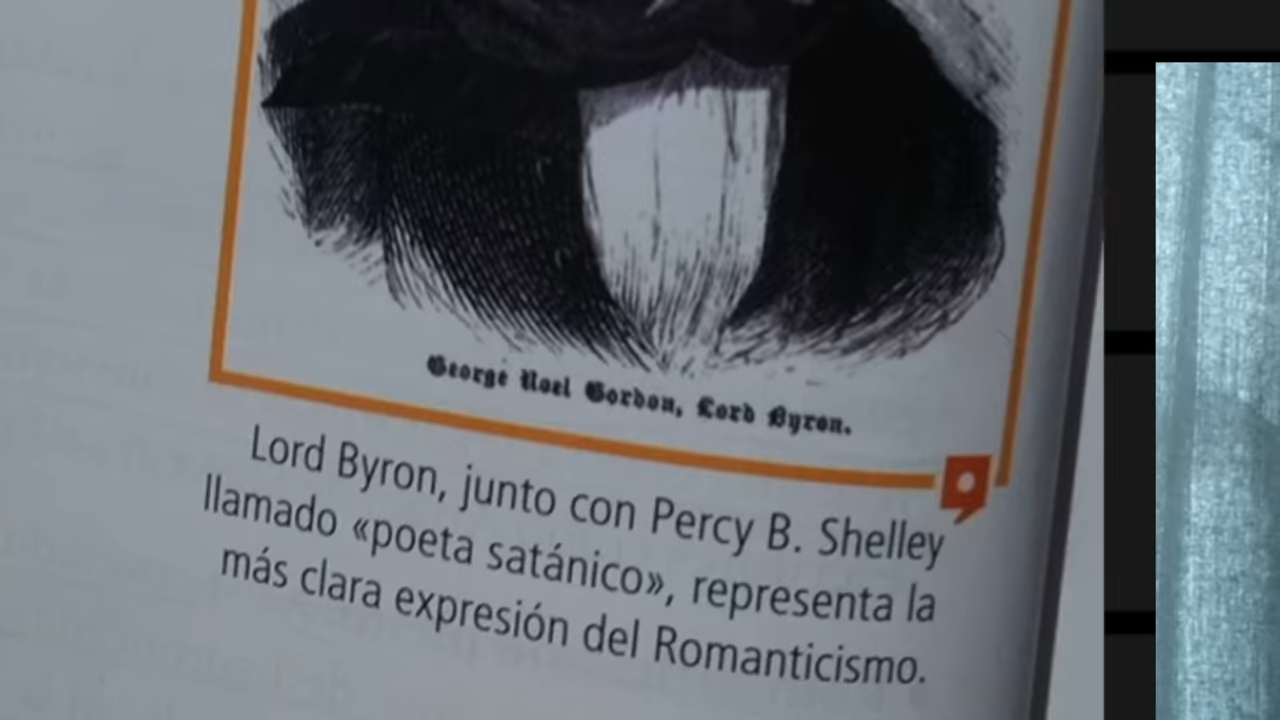 George Noel Gordon, Lord Byron.
Lord Byron, junto con Percy B. Shelley
llamado «poeta satánico», representa la
más clara expresión del Romanticismo.